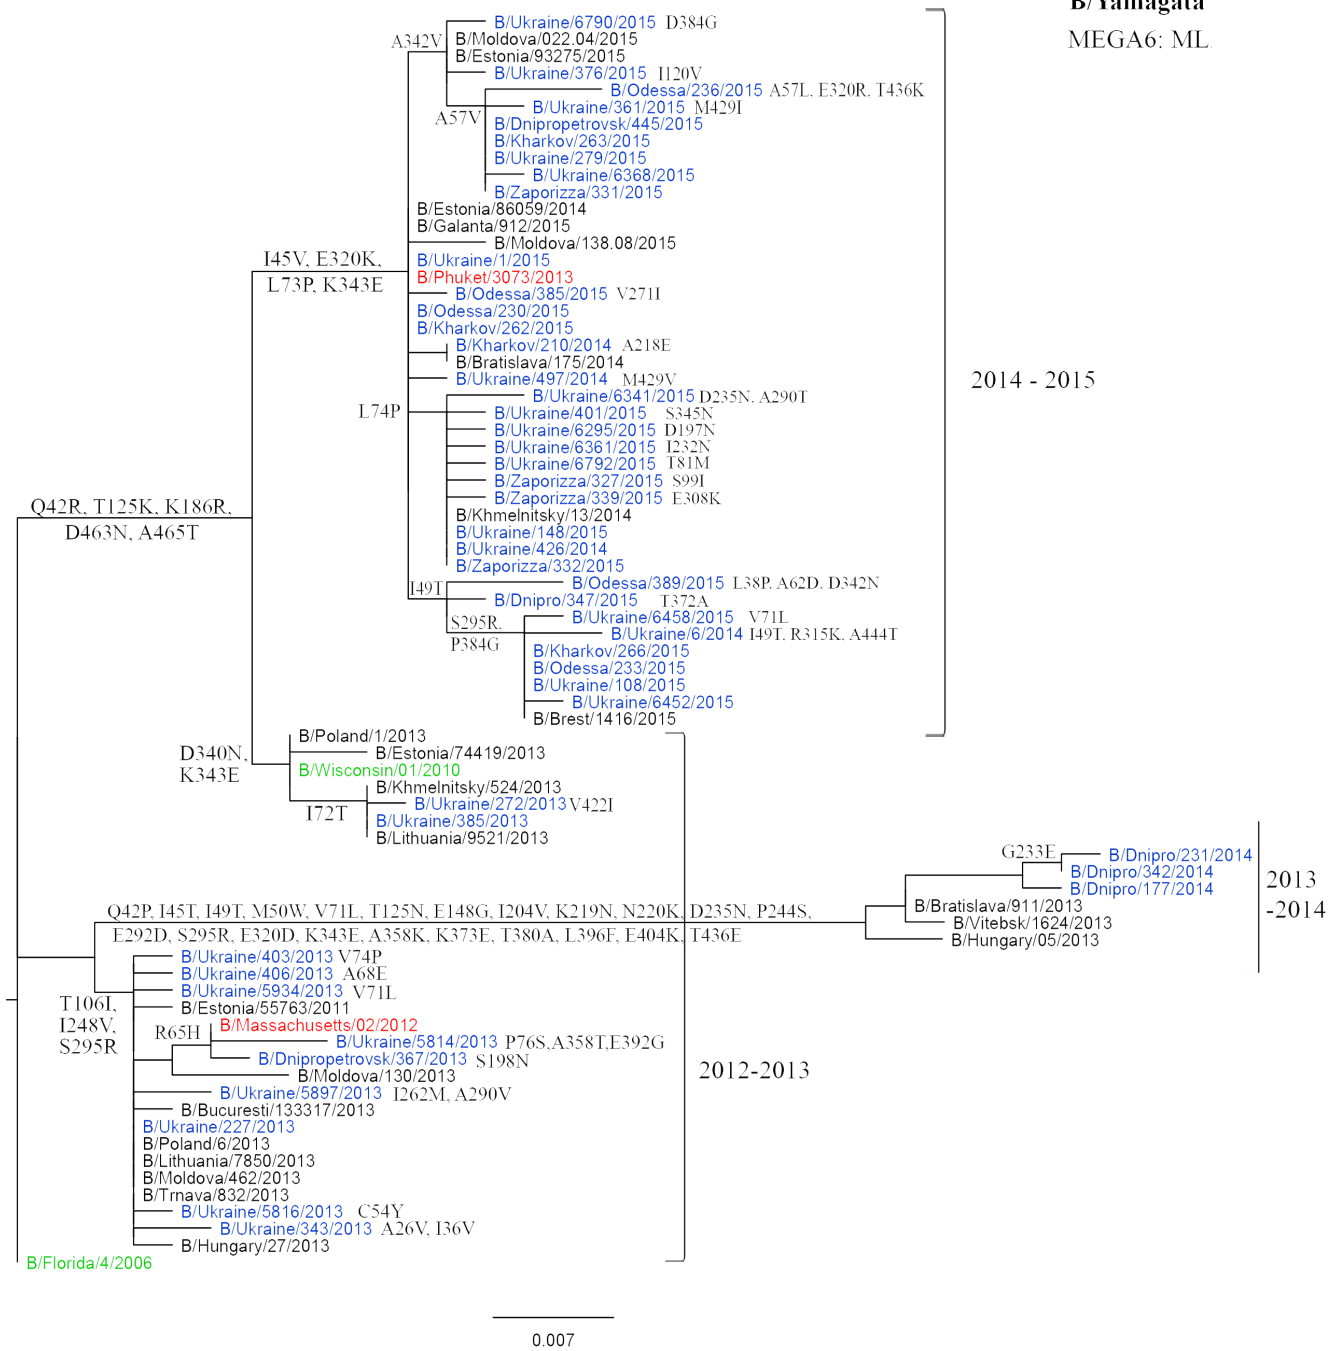 B/Yamagata
MEGA6: ML
B/Ukraine/6790/2015 D384G
A342V
B/Moldova/022.04/2015
B/Estonia/93275/2015
B/Ukraine/376/2015 I120V
B/Odessa/236/2015 A57L, E320R, T436K
B/Ukraine/361/2015 M429I
A57V
B/Dnipropetrovsk/445/2015
B/Kharkov/263/2015
B/Ukraine/279/2015
B/Ukraine/6368/2015
B/Zaporizza/331/2015
B/Estonia/86059/2014
B/Galanta/912/2015
B/Moldova/138.08/2015
I45V, E320K,
L73P, K343E
B/Ukraine/1/2015
B/Phuket/3073/2013
B/Odessa/385/2015 V271I
B/Odessa/230/2015
B/Kharkov/262/2015
B/Kharkov/210/2014 A218E
B/Bratislava/175/2014
B/Ukraine/497/2014 M429V
2014 - 2015
B/Ukraine/6341/2015 D235N, A290T
L74P
B/Ukraine/401/2015 S345N
B/Ukraine/6295/2015 D197N
B/Ukraine/6361/2015 I232N
B/Ukraine/6792/2015 T81M
B/Zaporizza/327/2015 S99I
B/Zaporizza/339/2015 E308K
Q42R, T125K, K186R,
D463N, A465T
B/Khmelnitsky/13/2014
B/Ukraine/148/2015
B/Ukraine/426/2014
B/Zaporizza/332/2015
I49T
B/Odessa/389/2015 L38P, A62D, D342N
B/Dnipro/347/2015 T372A
S295R,
P384G
B/Ukraine/6458/2015 V71L
B/Ukraine/6/2014 I49T, R315K, A444T
B/Kharkov/266/2015
B/Odessa/233/2015
B/Ukraine/108/2015
B/Ukraine/6452/2015
B/Brest/1416/2015
D340N,
K343E
B/Poland/1/2013
B/Estonia/74419/2013
B/Wisconsin/01/2010
B/Khmelnitsky/524/2013
I72T
B/Ukraine/272/2013 V422I
B/Ukraine/385/2013
B/Lithuania/9521/2013
G233E
B/Dnipro/231/2014
B/Dnipro/342/2014
B/Dnipro/177/2014
B/Bratislava/911/2013
B/Vitebsk/1624/2013
B/Hungary/05/2013
2013
-2014
Q42P, I45T, I49T, M50W, V71L, T125N, E148G, I204V, K219N, N220K, D235N, P244S,
E292D, S295R, E320D, K343E, A358K, K373E, T380A, L396F, E404K, T436E
B/Ukraine/403/2013 V74P
B/Ukraine/406/2013 A68E
B/Ukraine/5934/2013 V71L
T106I,
I248V,
S295R
B/Estonia/55763/2011
R65H
B/Massachusetts/02/2012
B/Ukraine/5814/2013 P76S,A358T,E392G
B/Dnipropetrovsk/367/2013 S198N
B/Moldova/130/2013
2012-2013
B/Ukraine/5897/2013 I262M, A290V
B/Bucuresti/133317/2013
B/Ukraine/227/2013
B/Poland/6/2013
B/Lithuania/7850/2013
B/Moldova/462/2013
B/Trnava/832/2013
B/Ukraine/5816/2013 C54Y
B/Ukraine/343/2013 A26V, I36V
B/Hungary/27/2013
B/Florida/4/2006
0.007